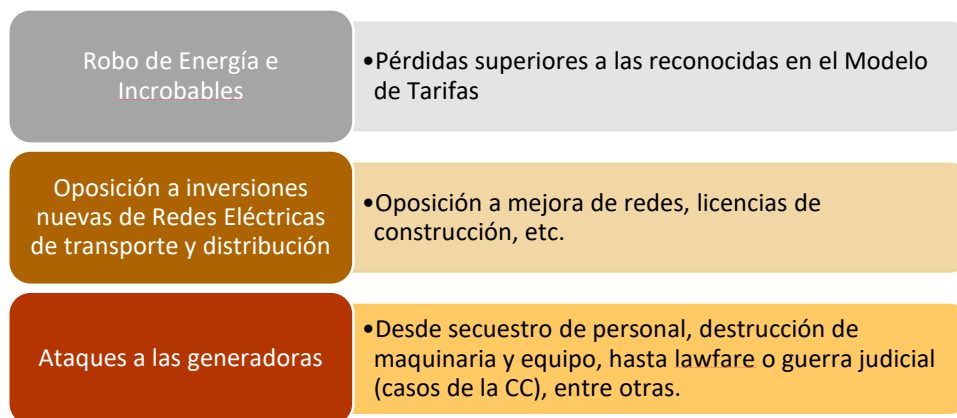 Robo de Energía e
Incrobables
•Pérdidas superiores a las reconocidas en el Modelo
de Tarifas
Oposición a inversiones
nuevas de Redes Eléctricas
de transporte y distribución
•Oposición a mejora de redes, licencias de
construcción, etc.
Ataques a las generadoras
•Desde secuestro de personal, destrucción de
maquinaria y equipo, hasta lawfare o guerra judicial
(casos de la CC), entre otras.